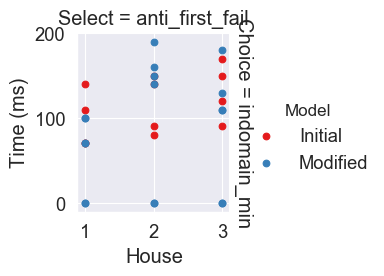 Select = anti_first_fail
Choice = indomain_min
Time (ms)
200
100
0
1 2 3
House
Model
Initial
Modified